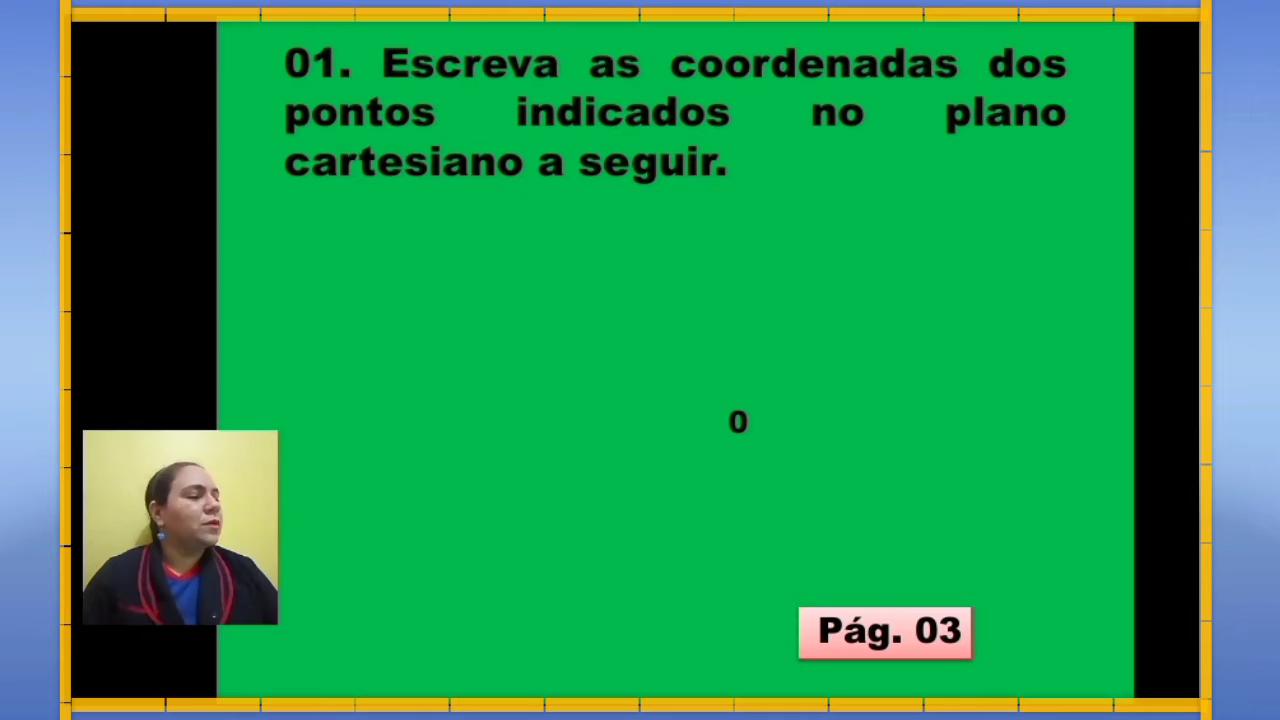 01. Escreva as coordenadas dos
pontos indicados no plano
cartesiano a seguir.
0
Pág. 03